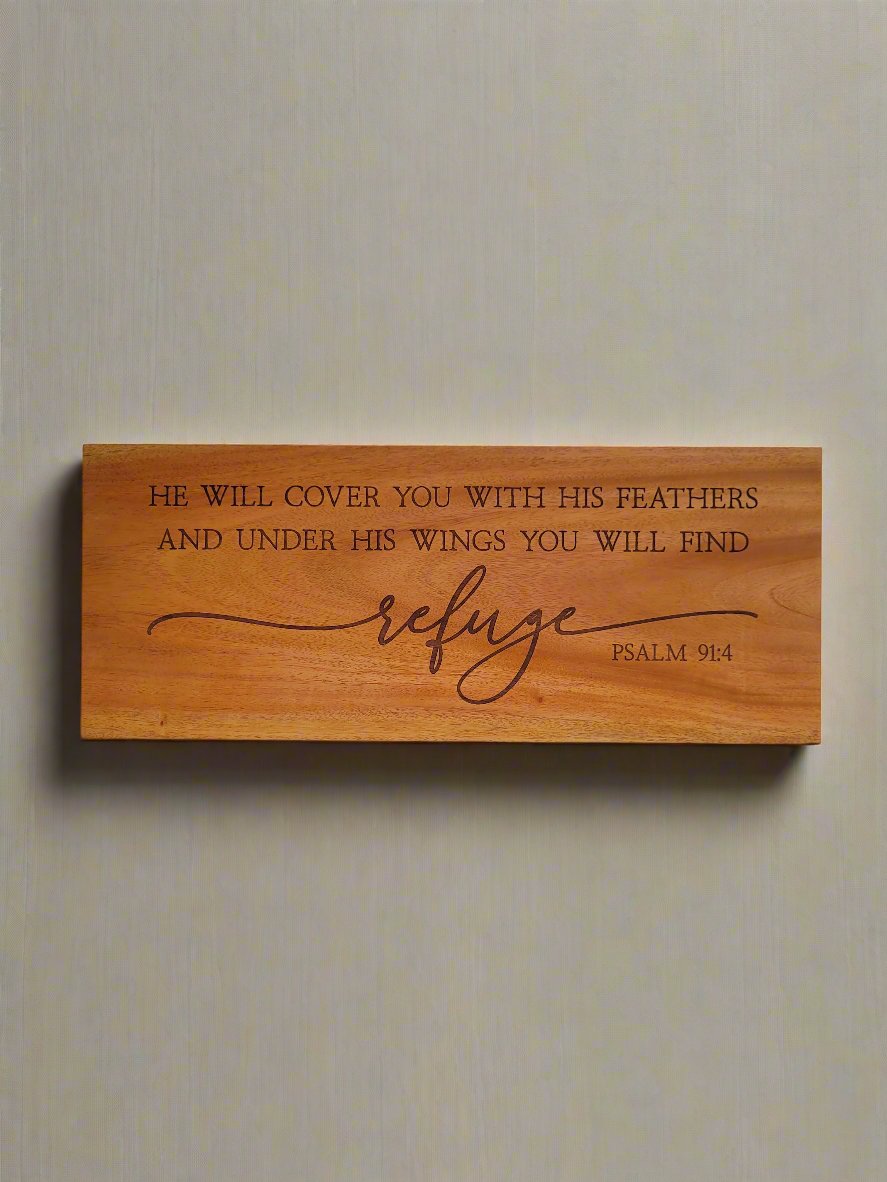 HE WILL COVER YOU WITH HIS FEATHERS
AND UNDER HIS WINGS YOU WILL FIND
refuge
PSALM 91:4